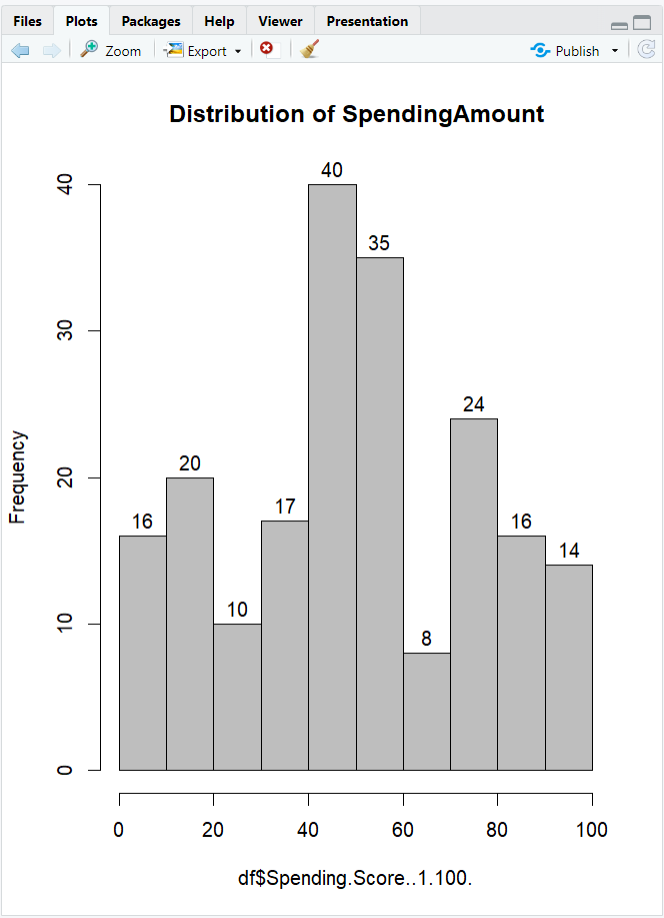 Files Plots Packages Help Viewer Presentation
Zoom Export Publish
Distribution of SpendingAmount
40
35
24
20
17
16
16
14
10
8
Frequency
40
30
20
10
0
0 20 40 60 80 100
df$Spending.Score..1.100.